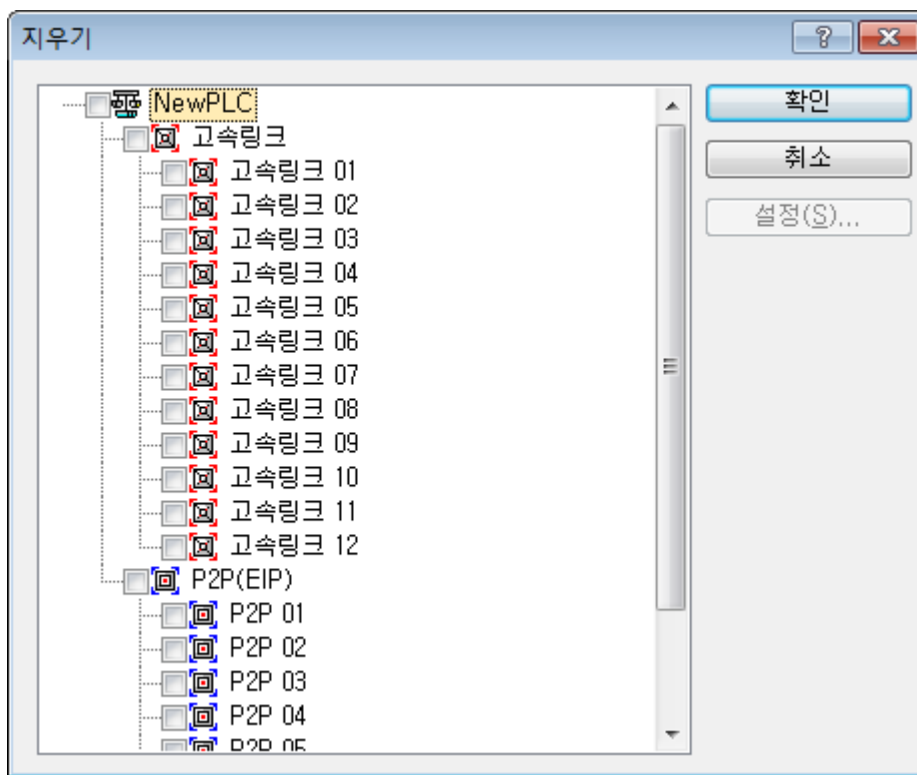 지우기
NewPLC
고속링크
고속링크 01
고속링크 02
고속링크 03
고속링크 04
고속링크 05
고속링크 06
고속링크 07
고속링크 08
고속링크 09
고속링크 10
고속링크 11
고속링크 12
P2P(EIP)
P2P 01
P2P 02
P2P 03
P2P 04
P2P 05
확인
취소
설정(S)...